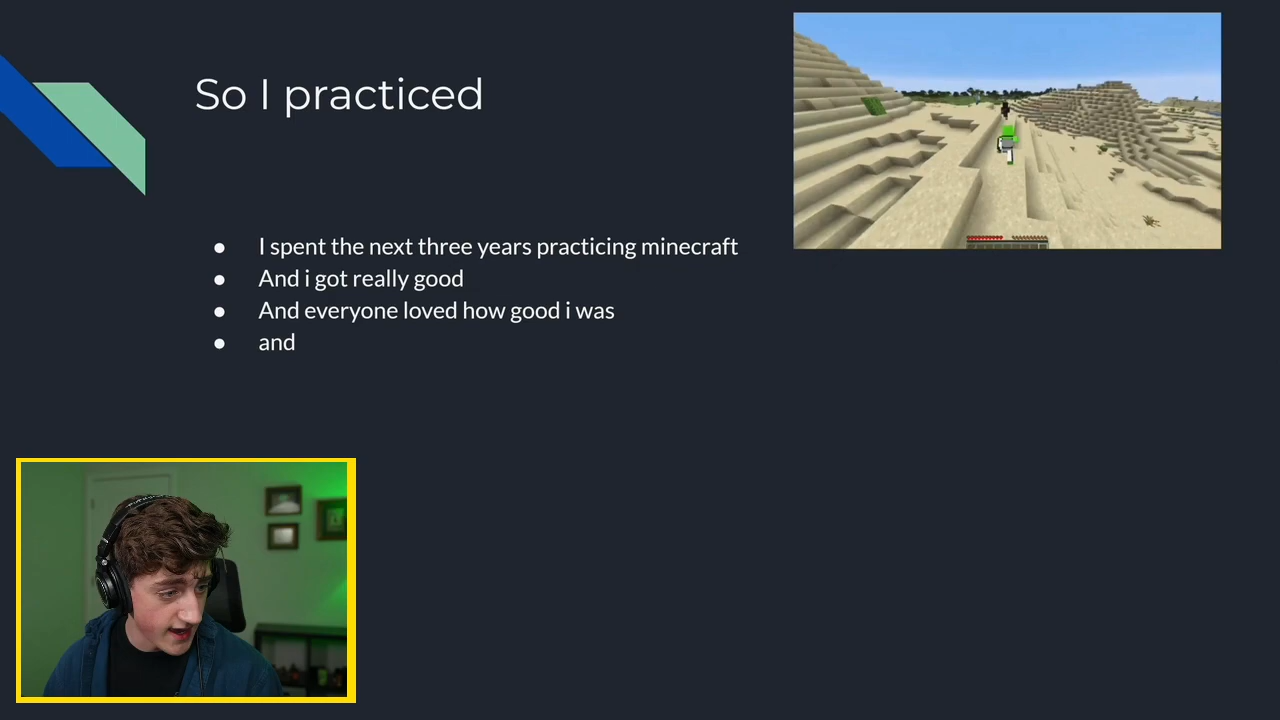 So I practiced
● I spent the next three years practicing minecraft
● And i got really good
● And everyone loved how good i was
● and